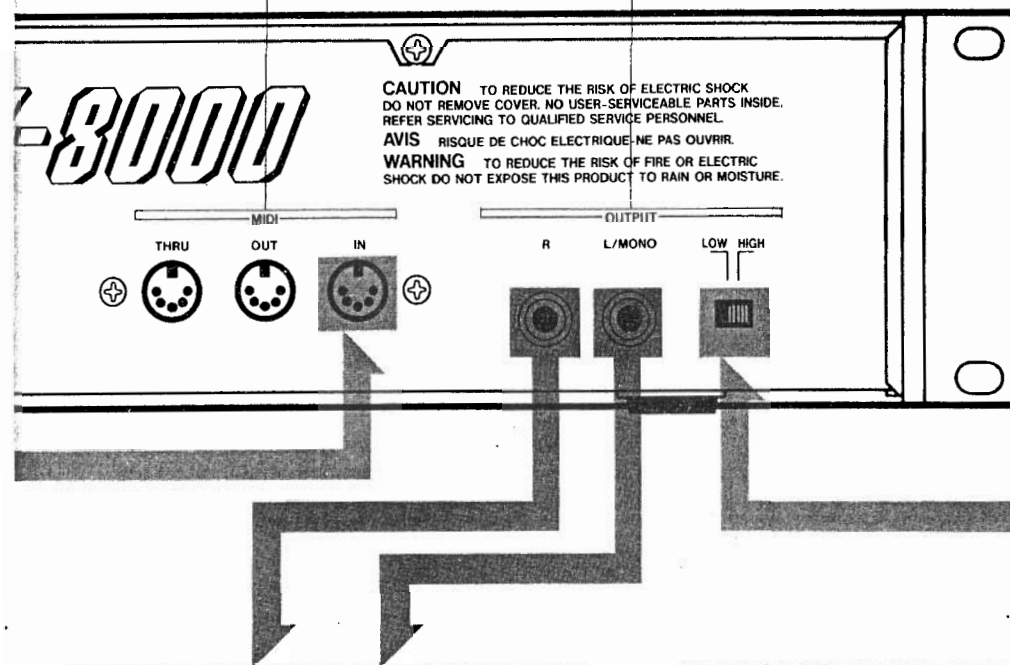 -8000
CAUTION TO REDUCE THE RISK OF ELECTRIC SHOCK
DO NOT REMOVE COVER. NO USER-SERVICEABLE PARTS INSIDE.
REFER SERVICING TO QUALIFIED SERVICE PERSONNEL.
AVIS RISQUE DE CHOC ELECTRIQUE-NE PAS OUVRIR.
WARNING TO REDUCE THE RISK OF FIRE OR ELECTRIC
SHOCK DO NOT EXPOSE THIS PRODUCT TO RAIN OR MOISTURE.
MIDI
THRU OUT IN
OUTPUT
R L/MONO LOW HIGH